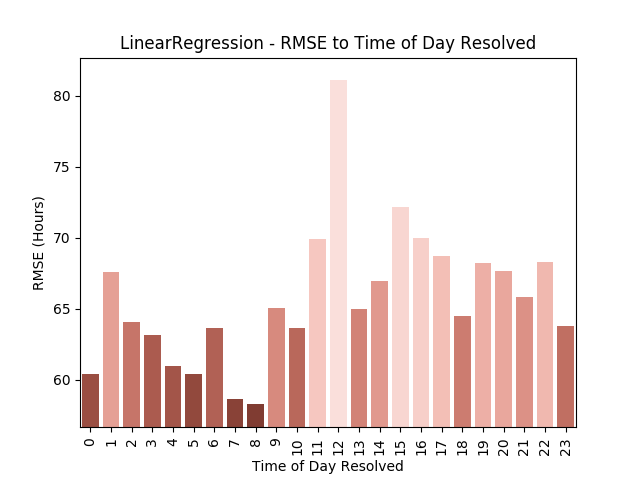 LinearRegression - RMSE to Time of Day Resolved
RMSE (Hours)
80
75
70
65
60
0 1 2 3 4 5 6 7 8 9 10 11 12 13 14 15 16 17 18 19 20 21 22 23
Time of Day Resolved